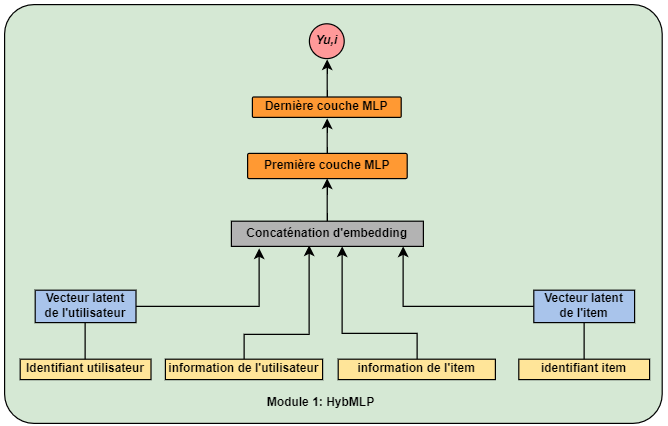 Yu,i
Dernière couche MLP
Première couche MLP
Concaténation d'embedding
Vecteur latent
de l'utilisateur
Vecteur latent
de l'item
Identifiant utilisateur
information de l'utilisateur
information de l'item
identifiant item
Module 1: HybMLP